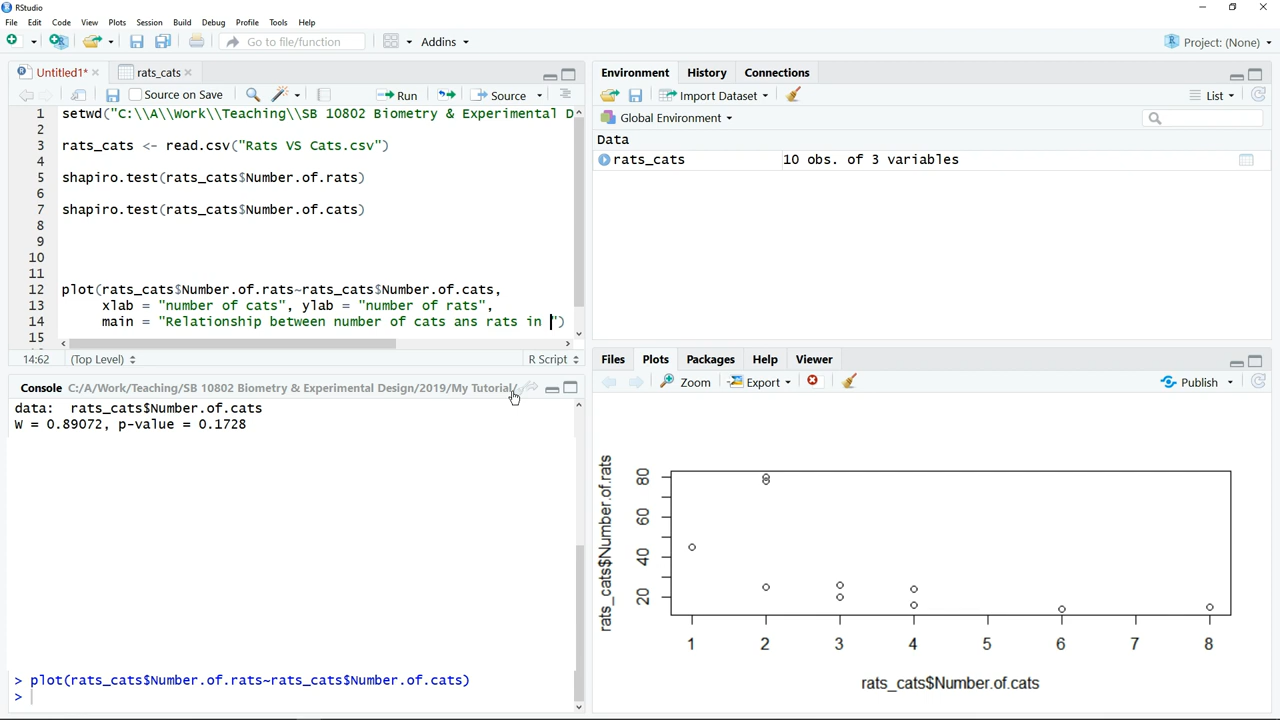 RStudio
File Edit Code View Plots Session Build Debug Profile Tools Help
Go to file/function Addins Project: (None)
Untitled1* rats_cats
Source on Save Run Source
1 setwd("C:\\A\\Work\\Teaching\\SB 10802 Biometry & Experimental D
2
3 rats_cats <- read.csv("Rats VS Cats.csv")
4
5 shapiro.test(rats_cats$Number.of.rats)
6
7 shapiro.test(rats_cats$Number.of.cats)
8
9
10
11
12 plot(rats_cats$Number.of.rats~rats_cats$Number.of.cats,
13 xlab = "number of cats", ylab = "number of rats",
14 main = "Relationship between number of cats ans rats in ")
15
14:62 (Top Level) R Script
Console C:/A/Work/Teaching/SB 10802 Biometry & Experimental Design/2019/My Tutorial/
data: rats_cats$Number.of.cats
W = 0.89072, p-value = 0.1728
> plot(rats_cats$Number.of.rats~rats_cats$Number.of.cats)
>
Environment History Connections
Import Dataset List
Global Environment
Data
rats_cats 10 obs. of 3 variables
Files Plots Packages Help Viewer
Zoom Export Publish
rats_cats$Number.of.rats
80
60
40
20
1 2 3 4 5 6 7 8
rats_cats$Number.of.cats